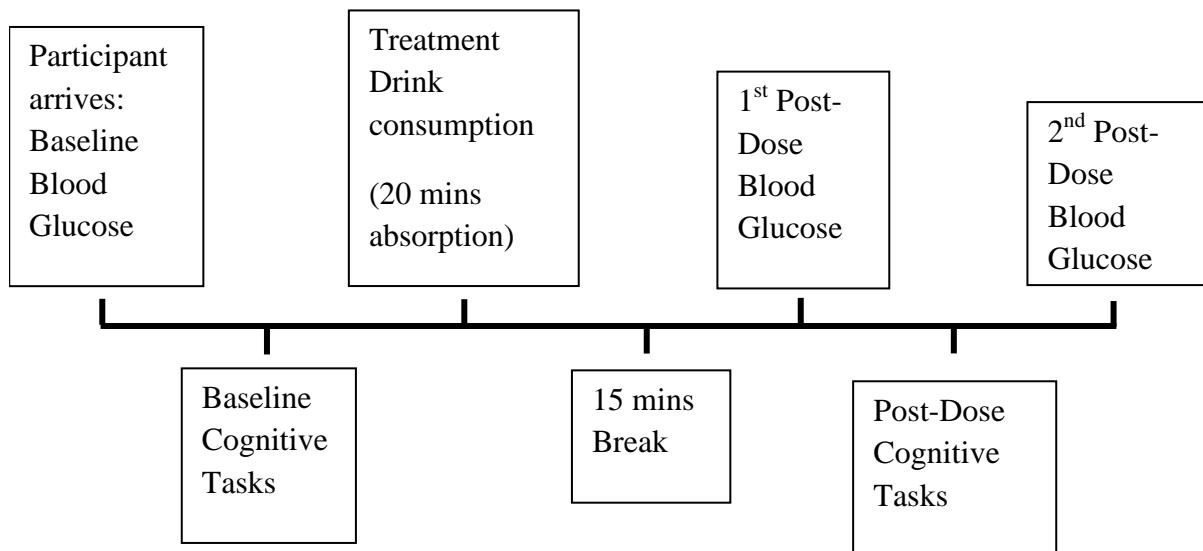 Participant
arrives:
Baseline
Blood
Glucose
Baseline
Cognitive
Tasks
Treatment
Drink
consumption
(20 mins
absorption)
15 mins
Break
1st Post-
Dose
Blood
Glucose
Post-Dose
Cognitive
Tasks
2nd Post-
Dose
Blood
Glucose